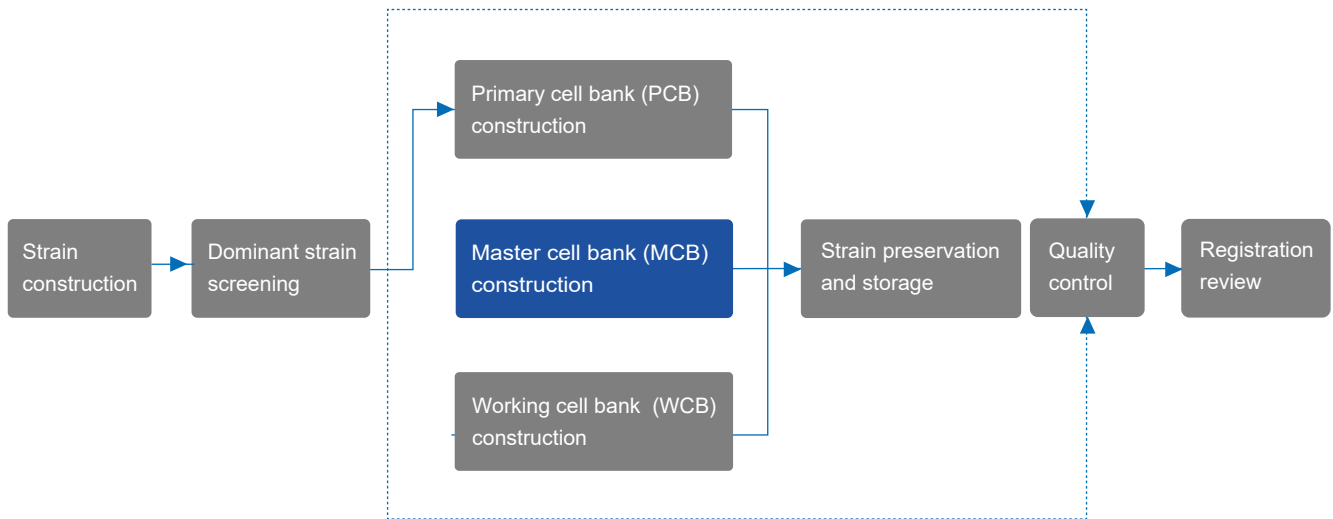 Strain
construction
Dominant strain
screening
Primary cell bank (PCB)
construction
Master cell bank (MCB)
construction
Working cell bank  (WCB)
construction
Strain preservation
and storage
Quality
control
Registration
review